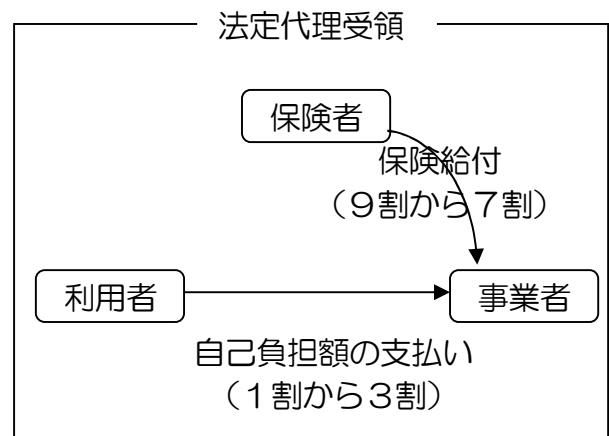 法定代理受領
保険者
保険給付
（９割から７割）
利用者
事業者
自己負担額の支払い
（１割から３割）